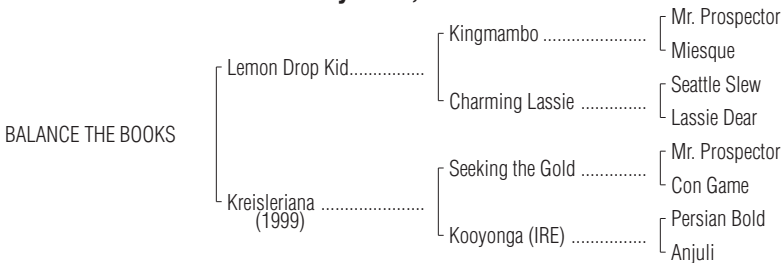 Mr. Prospector
Kingmambo .....................
Miesque
Lemon Drop Kid................
Seattle Slew
Charming Lassie ..............
Lassie Dear
BALANCE THE BOOKS
Mr. Prospector
Seeking the Gold ..............
Con Game
Kreisleriana ......................
(1999)
Persian Bold
Kooyonga (IRE) ................
Anjuli